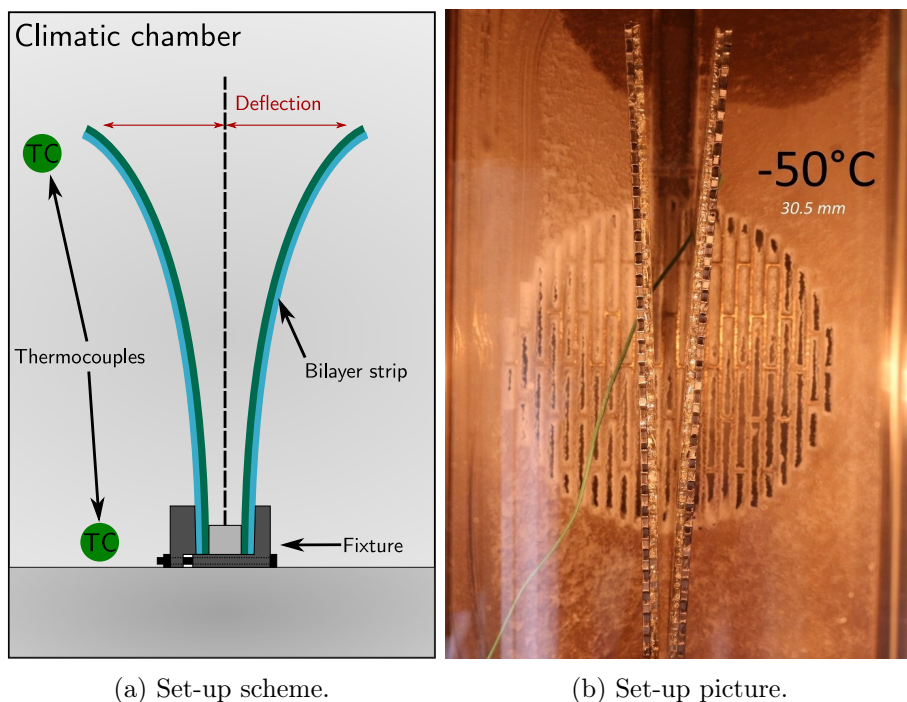 Climatic chamber
Deflection
TC
Thermocouples
Bilayer strip
TC
Fixture
-50°C
30.5 mm
(a) Set-up scheme.
(b) Set-up picture.